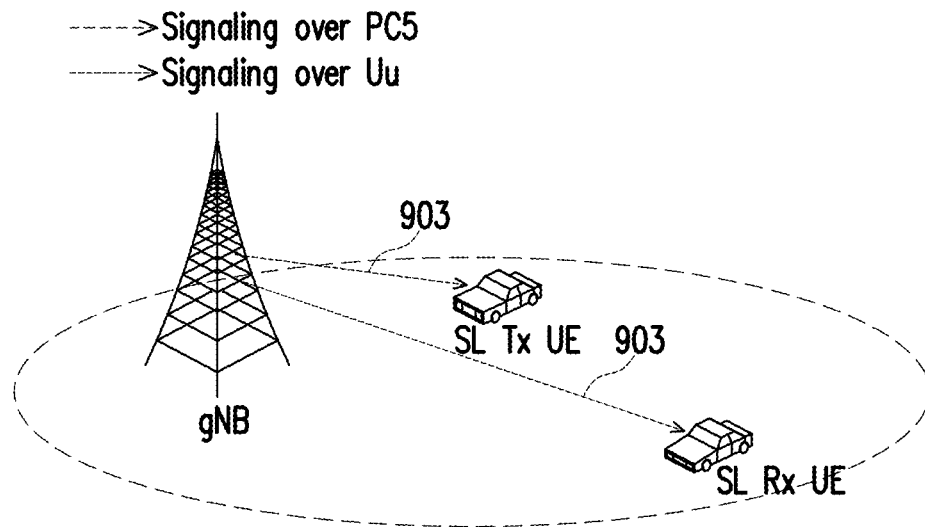 Signaling over PC5
Signaling over Uu
903
SL Tx UE
903
gNB
SL Rx UE